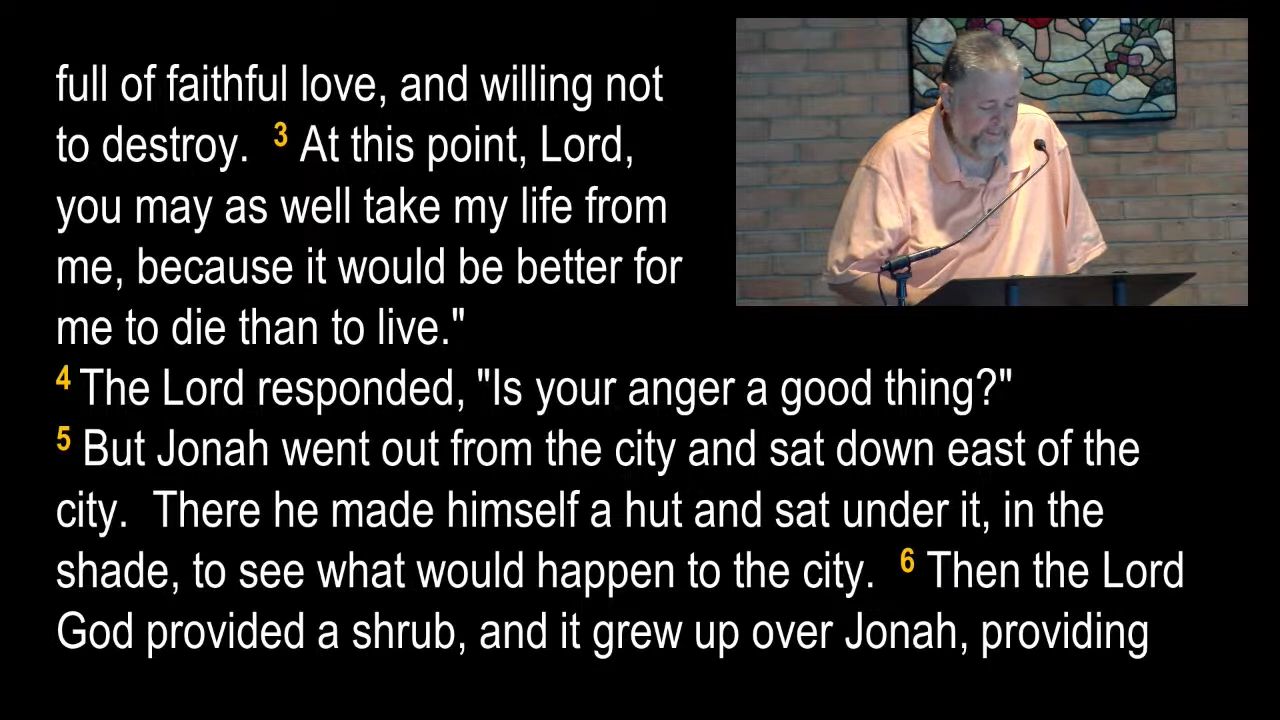 full of faithful love, and willing not
to destroy. 3 At this point, Lord,
you may as well take my life from
me, because it would be better for
me to die than to live."
4 The Lord responded, "Is your anger a good thing?"
5 But Jonah went out from the city and sat down east of the
city. There he made himself a hut and sat under it, in the
shade, to see what would happen to the city. 6 Then the Lord
God provided a shrub, and it grew up over Jonah, providing